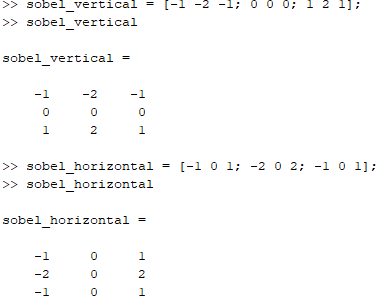 >> sobel_vertical = [-1 -2 -1; 0 0 0; 1 2 1];
>> sobel_vertical
sobel_vertical =
-1 -2 -1
0 0 0
1 2 1
>> sobel_horizontal = [-1 0 1; -2 0 2; -1 0 1];
>> sobel_horizontal
sobel_horizontal =
-1 0 1
-2 0 2
-1 0 1